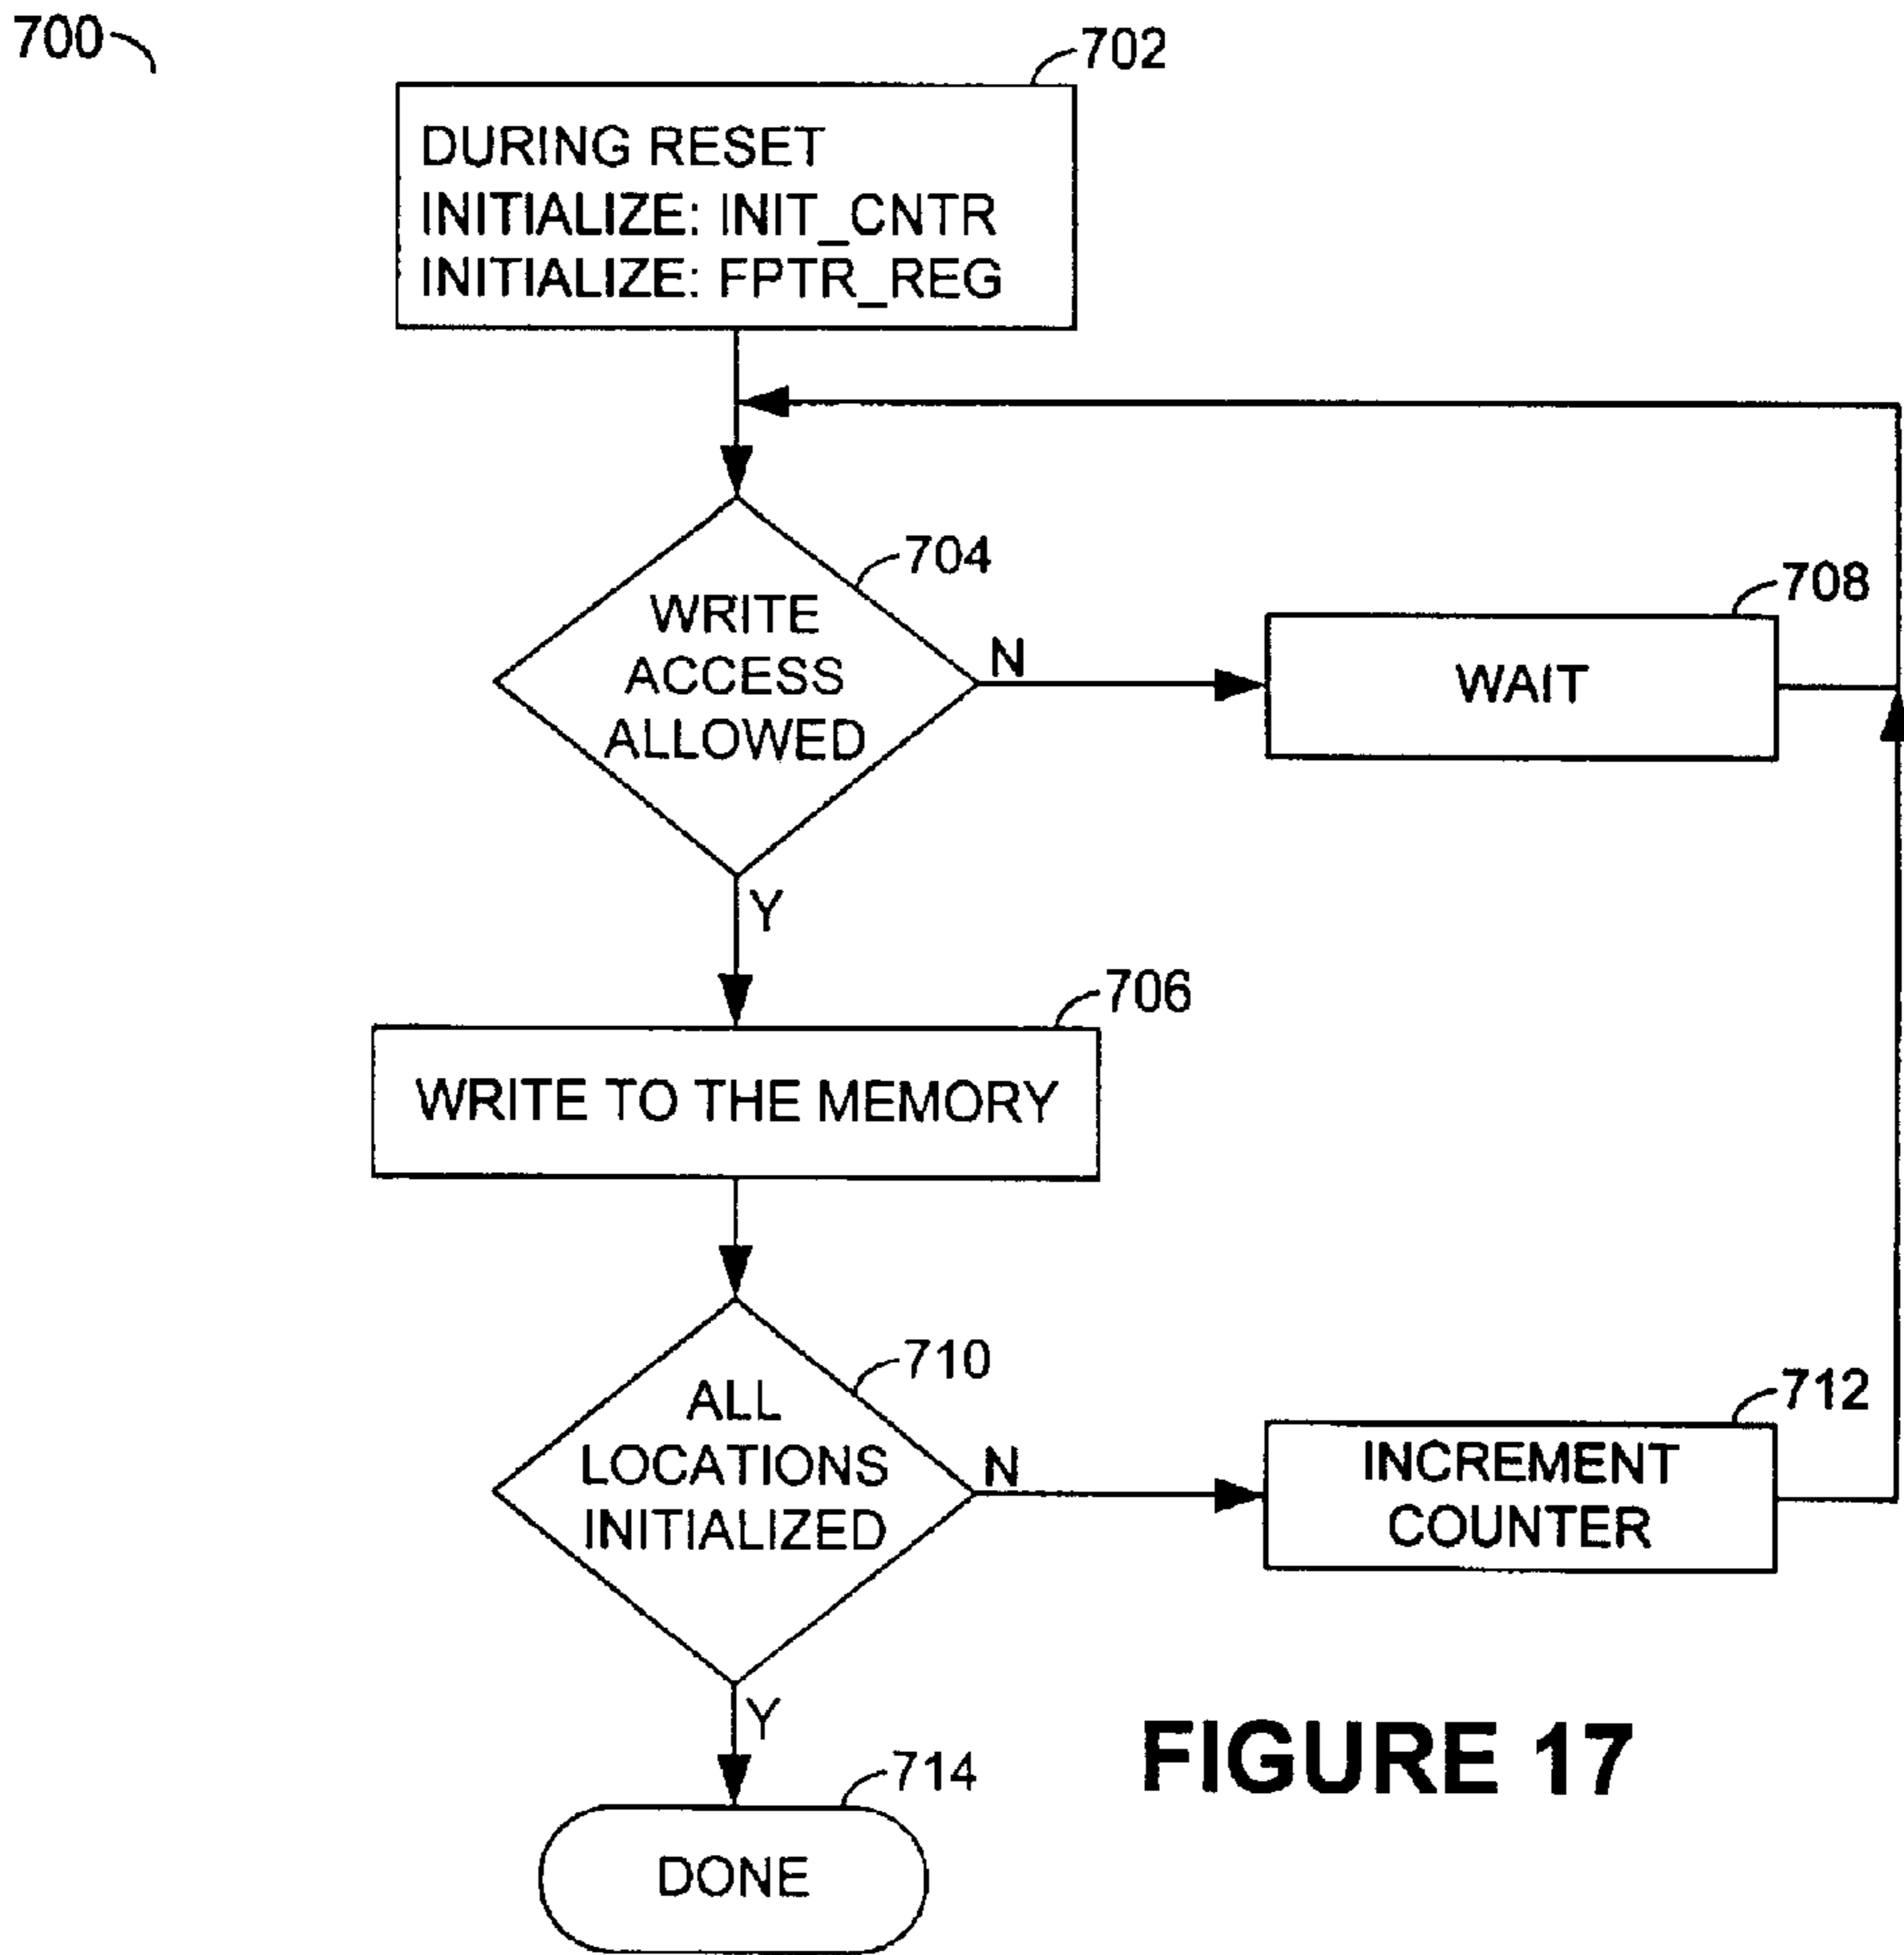 700
702
DURING RESET
INITIALIZE: INIT_CNTR
INITIALIZE: FPTR_REG
704
WRITE
ACCESS
ALLOWED
N
708
WAIT
Y
706
WRITE TO THE MEMORY
710
ALL
LOCATIONS
INITIALIZED
N
712
INCREMENT
COUNTER
Y
714
DONE
FIGURE 17